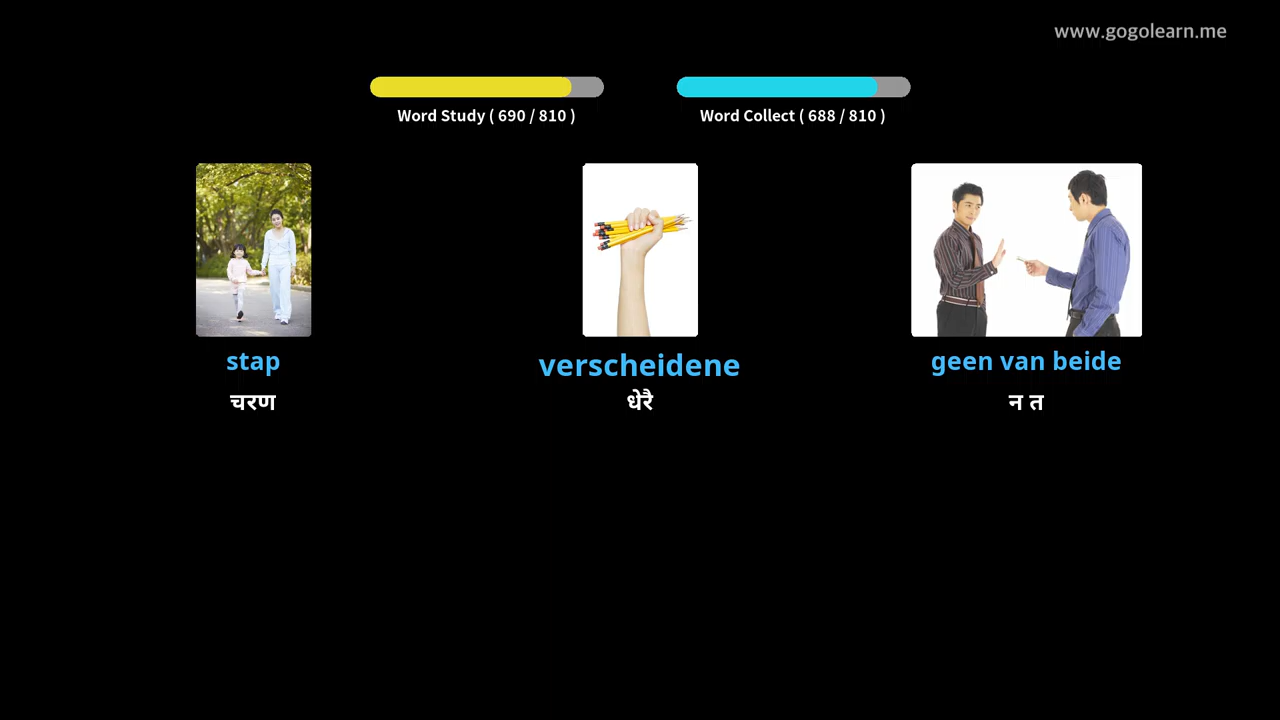 www.gogolearn.me
Word Study ( 690 / 810 )
Word Collect ( 688 / 810 )
stap
verscheidene
geen van beide
चरण
धेरै
न त